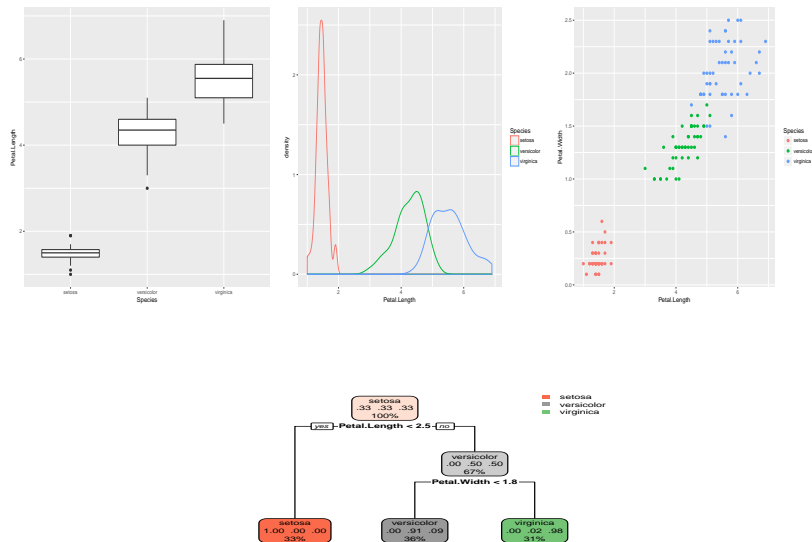 Petal.Length
6
4
2
setosa
versicolor
virginica
Species
density
2
1
0
2
4
6
Petal.Length
Species
setosa
versicolor
virginica
Petal.Width
2.5
2.0
1.5
1.0
0.5
0.0
2
4
6
Petal.Length
Species
setosa
versicolor
virginica
setosa
.33 .33 .33
100%
yes Petal.Length < 2.5 no
versicolor
.00 .50 .50
67%
Petal.Width < 1.8
setosa
1.00 .00 .00
33%
versicolor
.00 .91 .09
36%
virginica
.00 .02 .98
31%
setosa
versicolor
virginica